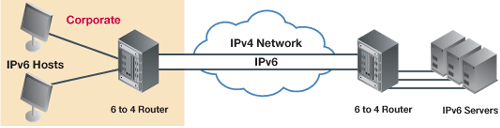 Corporate
IPv4 Network
IPv6 Hosts
IPv6
6 to 4 Router
6 to 4 Router
IPv6 Servers